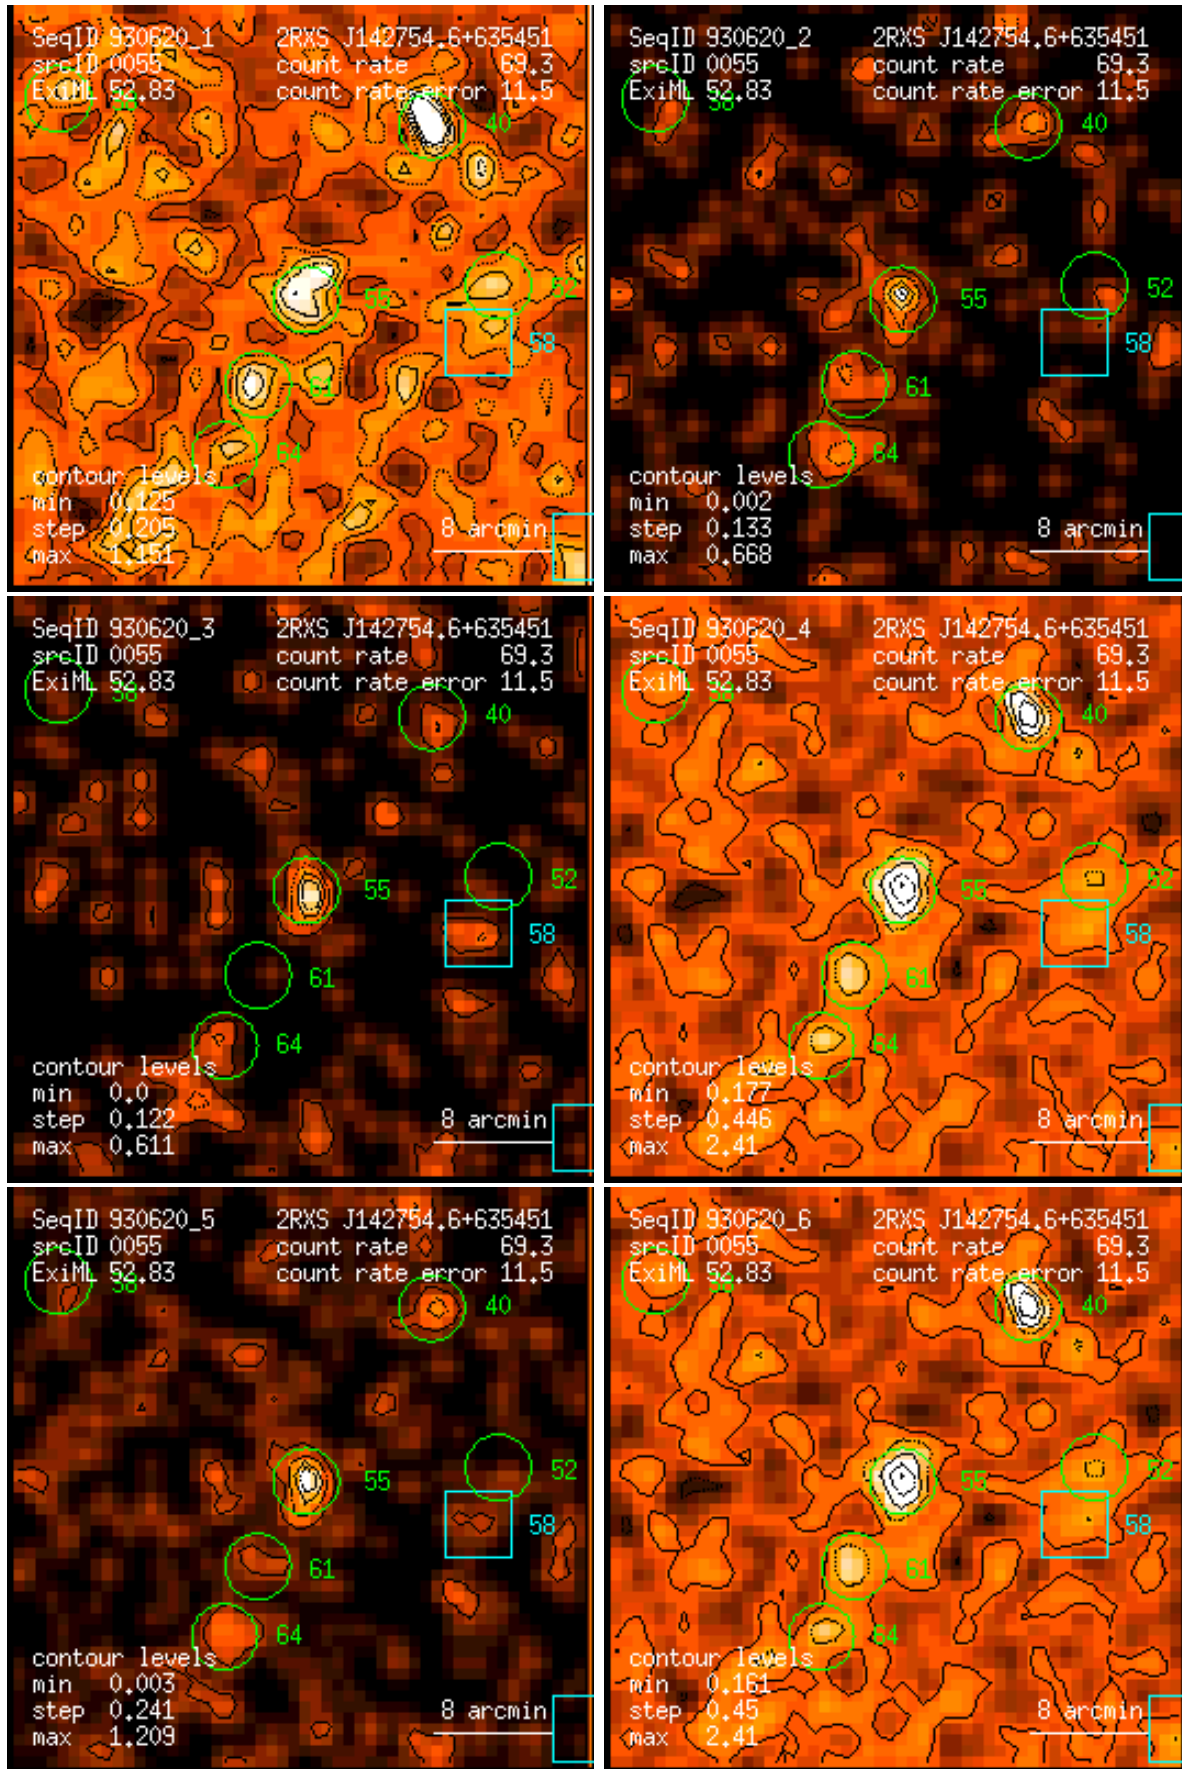 SeqID 930620_1 2RXS J142754.6+635451
srcID 0055 count rate 69.3
ExiML 52.83 count rate error 11.5
40
52
55
58
61
64
contour levels
min 0.125
step 0.205
max 1.151
8 arcmin
SeqID 930620_2 2RXS J142754.6+635451
srcID 0055 count rate 69.3
ExiML 52.83 count rate error 11.5
40
52
55
58
61
64
contour levels
min 0.002
step 0.133
max 0.668
8 arcmin
SeqID 930620_3 2RXS J142754.6+635451
srcID 0055 count rate 69.3
ExiML 52.83 count rate error 11.5
40
52
55
58
61
64
contour levels
min 0.0
step 0.122
max 0.611
8 arcmin
SeqID 930620_4 2RXS J142754.6+635451
srcID 0055 count rate 69.3
ExiML 52.83 count rate error 11.5
40
52
55
58
61
64
contour levels
min 0.177
step 0.446
max 2.41
8 arcmin
SeqID 930620_5 2RXS J142754.6+635451
srcID 0055 count rate 69.3
ExiML 52.83 count rate error 11.5
40
52
55
58
61
64
contour levels
min 0.003
step 0.241
max 1.209
8 arcmin
SeqID 930620_6 2RXS J142754.6+635451
srcID 0055 count rate 69.3
ExiML 52.83 count rate error 11.5
40
52
55
58
61
64
contour levels
min 0.161
step 0.45
max 2.41
8 arcmin